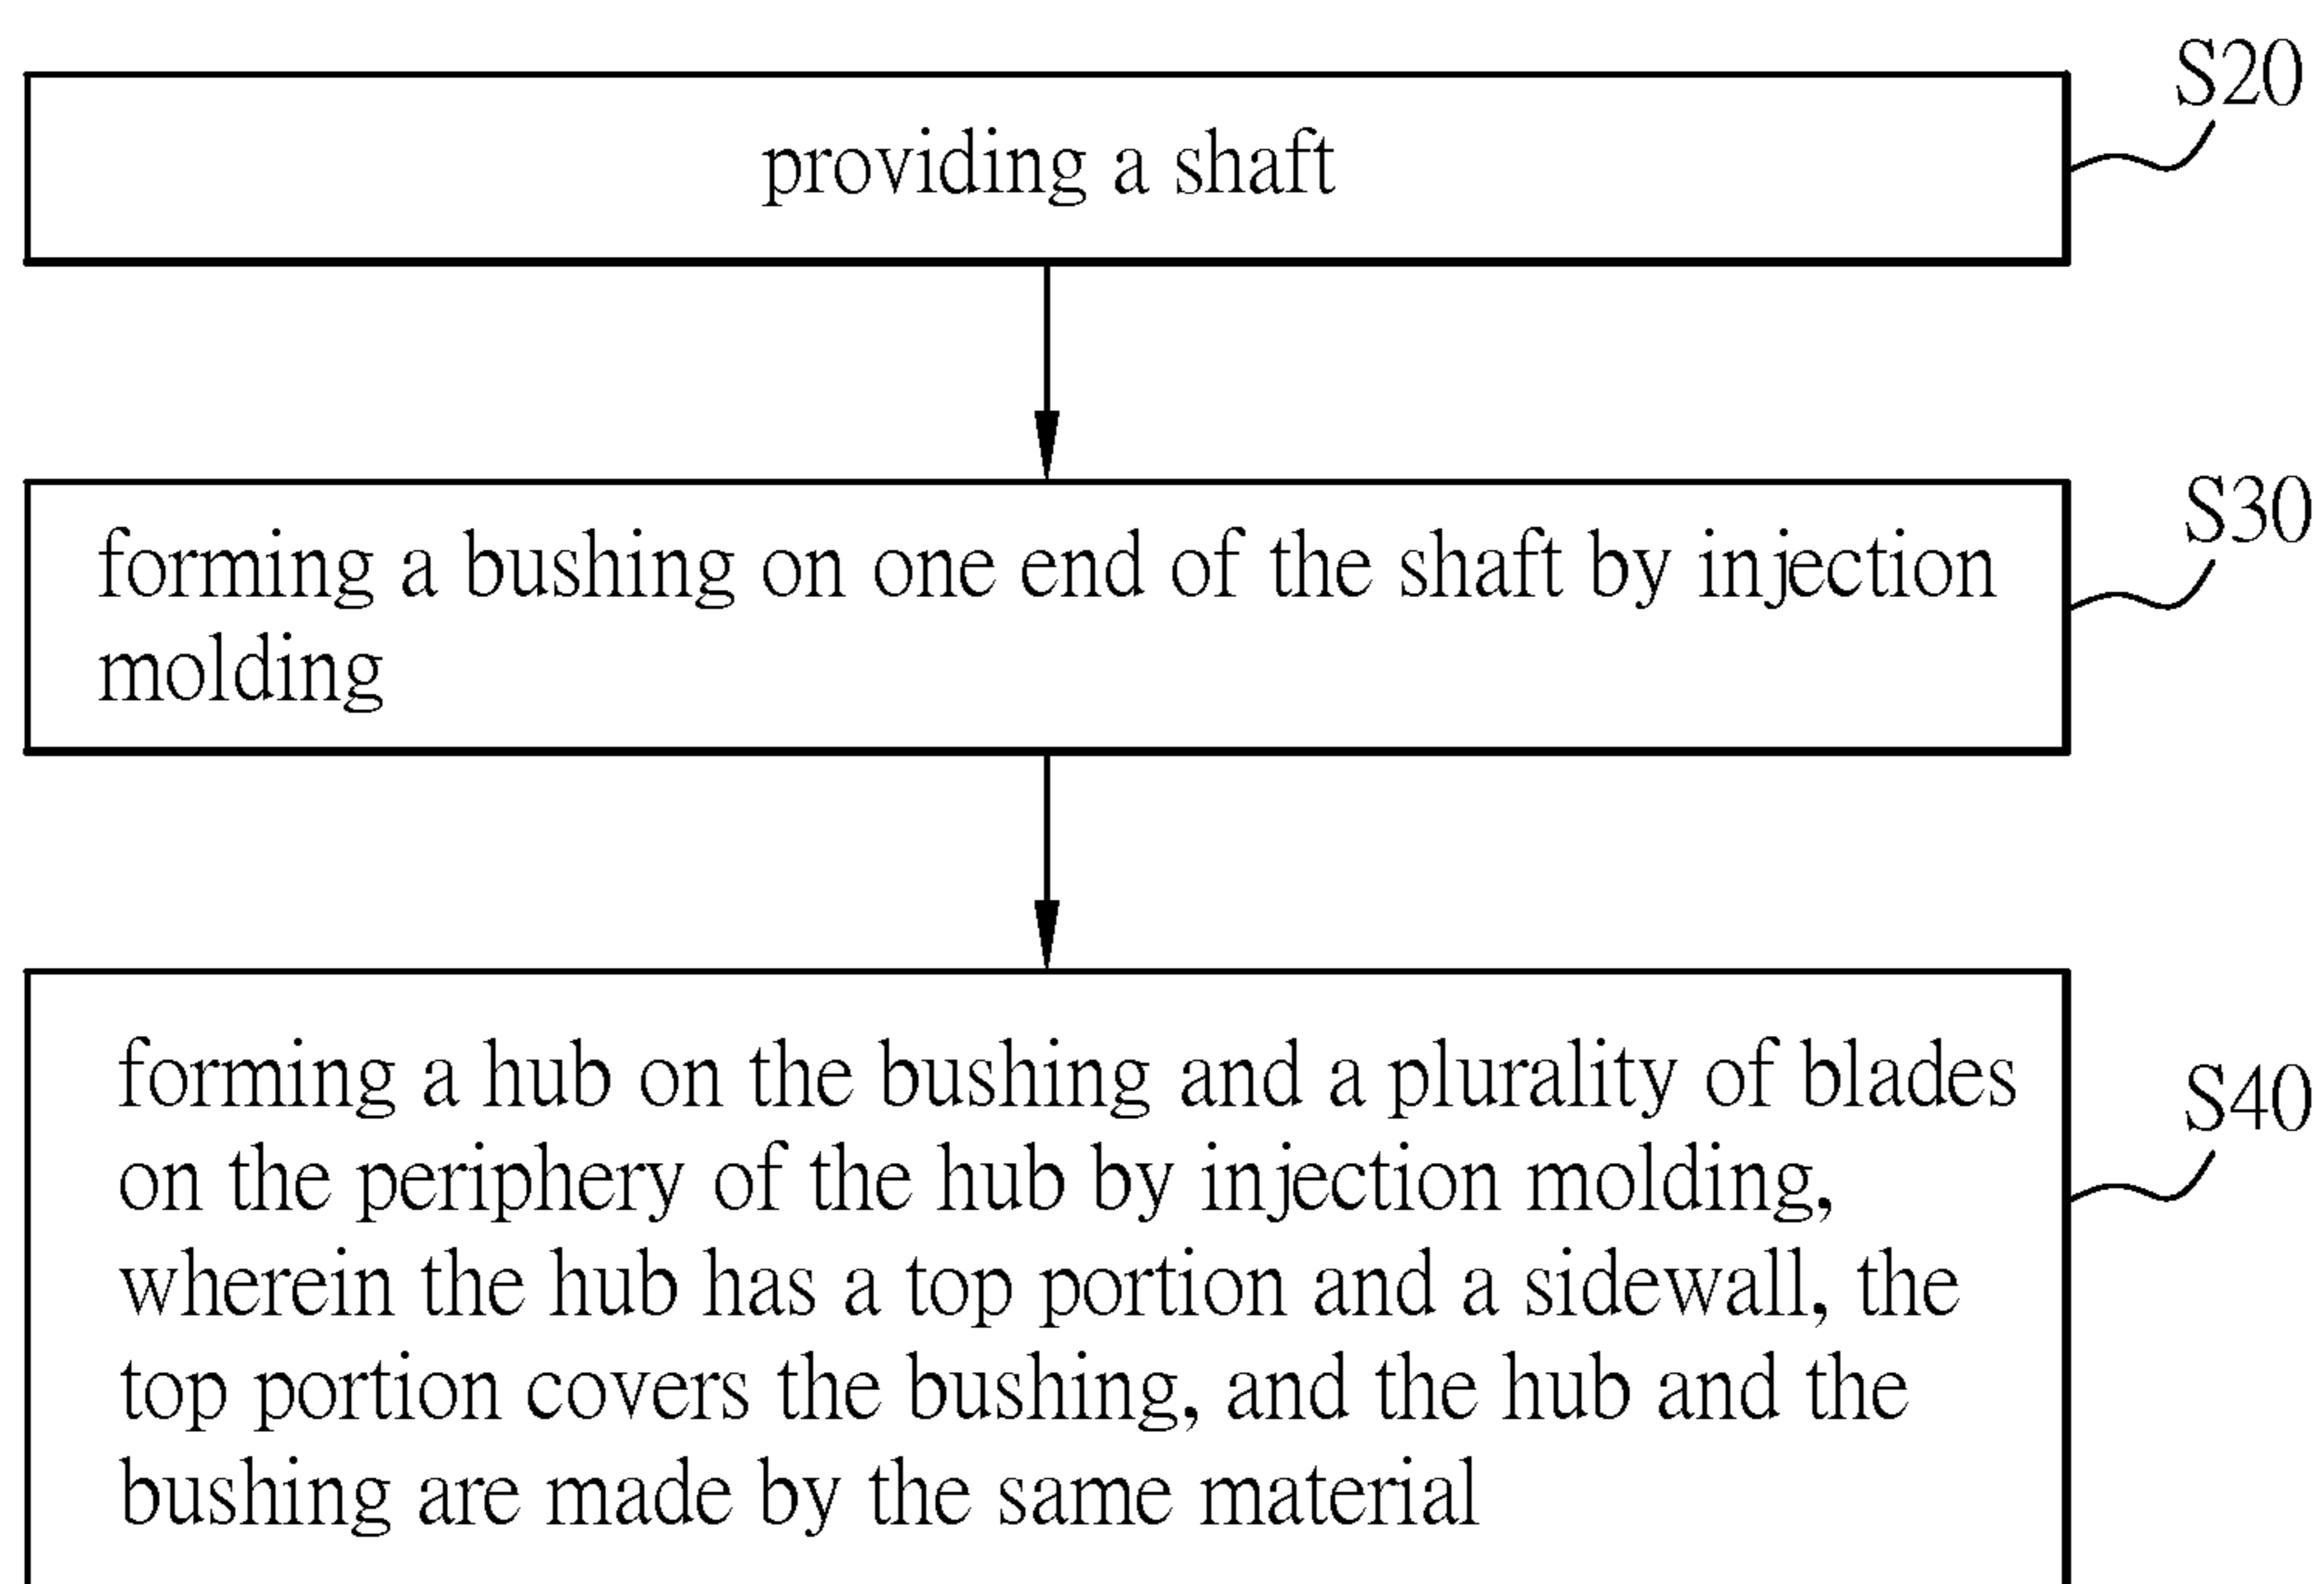 S20
providing a shaft
S30
forming a bushing on one end of the shaft by injection
molding
S40
forming a hub on the bushing and a plurality of blades
on the periphery of the hub by injection molding,
wherein the hub has a top portion and a sidewall, the
top portion covers the bushing, and the hub and the
bushing are made by the same material